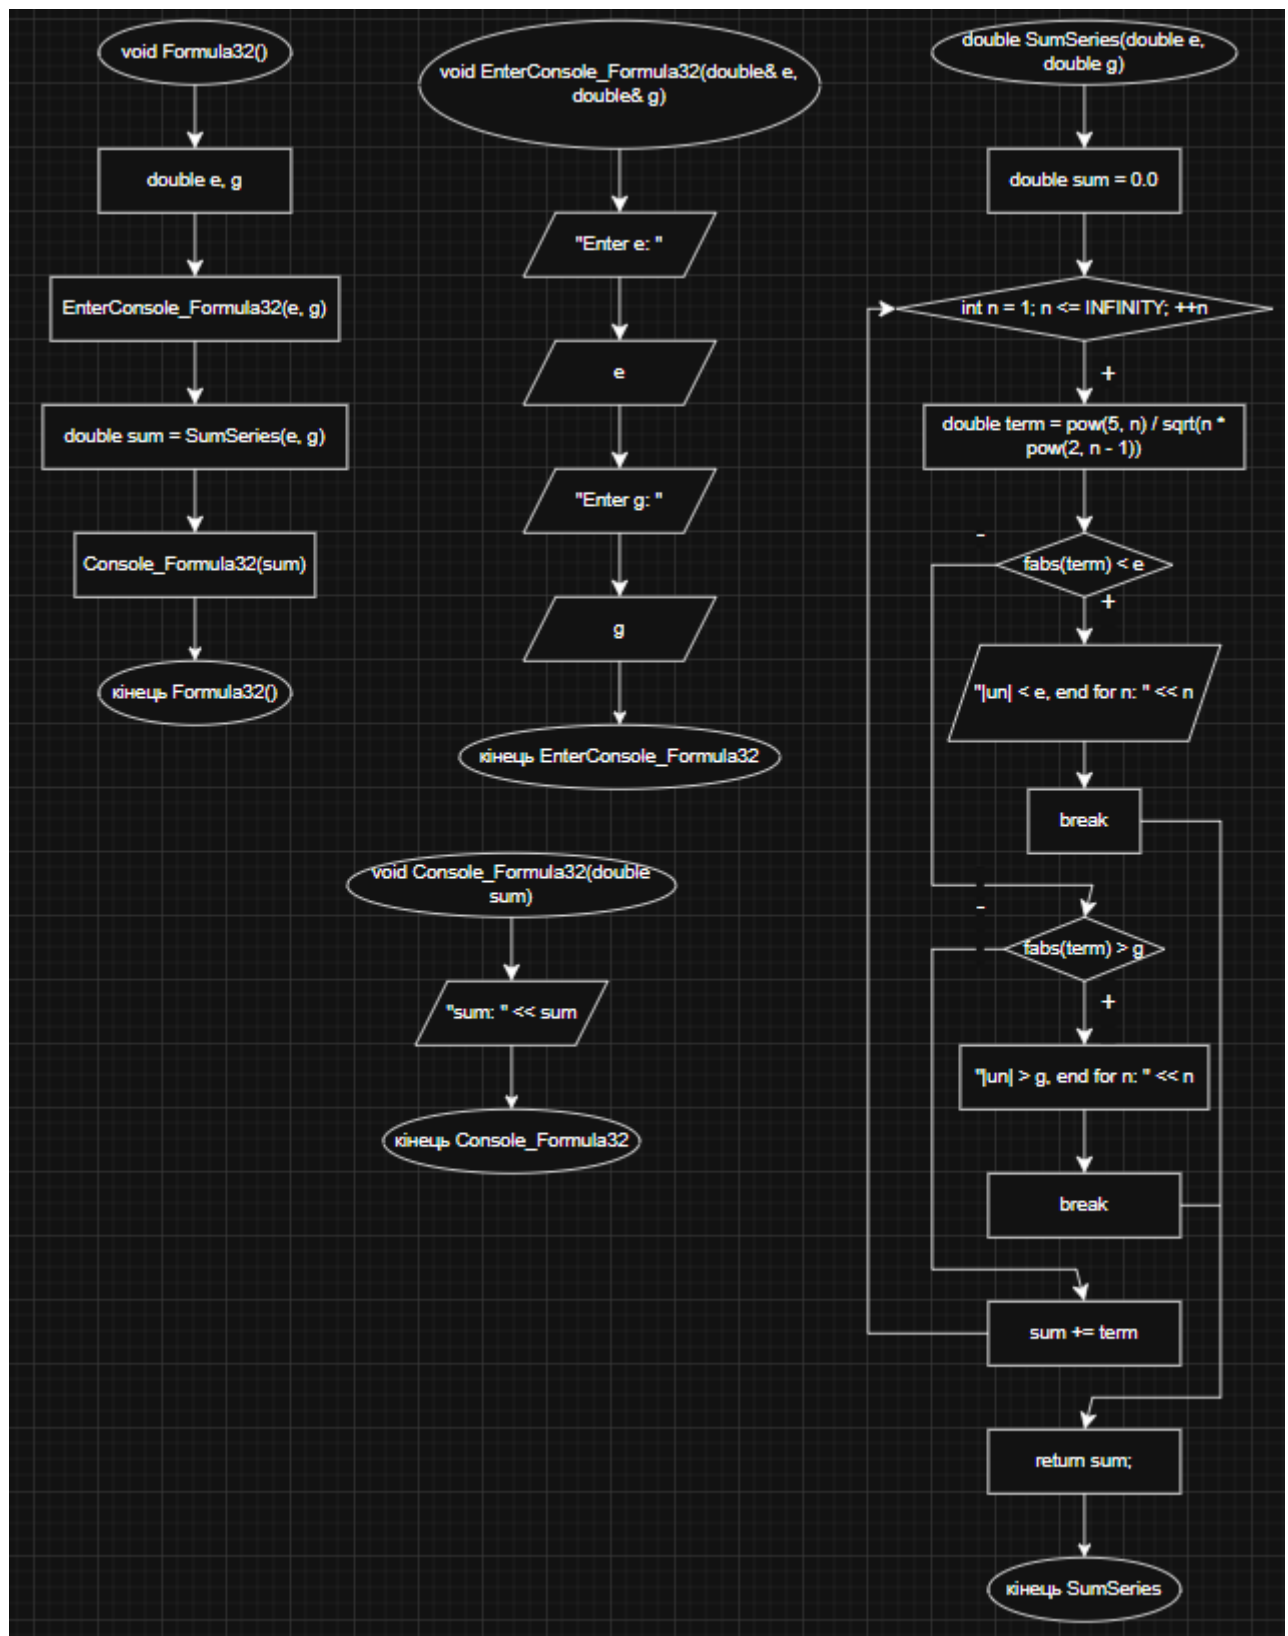 void Formula32()
double e, g
EnterConsole_Formula32(e, g)
double sum = SumSeries(e, g)
Console_Formula32(sum)
кінець Formula32()
void EnterConsole_Formula32(double& e,
double& g)
"Enter e: "
e
"Enter g: "
g
кінець EnterConsole_Formula32
void Console_Formula32(double
sum)
"sum: " << sum
кінець Console_Formula32
double SumSeries(double e,
double g)
double sum = 0.0
int n = 1; n <= INFINITY; ++n
+
double term = pow(5, n) / sqrt(n *
pow(2, n - 1))
-
fabs(term) < e
+
"|un| < e, end for n: " << n
break
-
fabs(term) > g
+
"|un| > g, end for n: " << n
break
sum += term
return sum;
кінець SumSeries